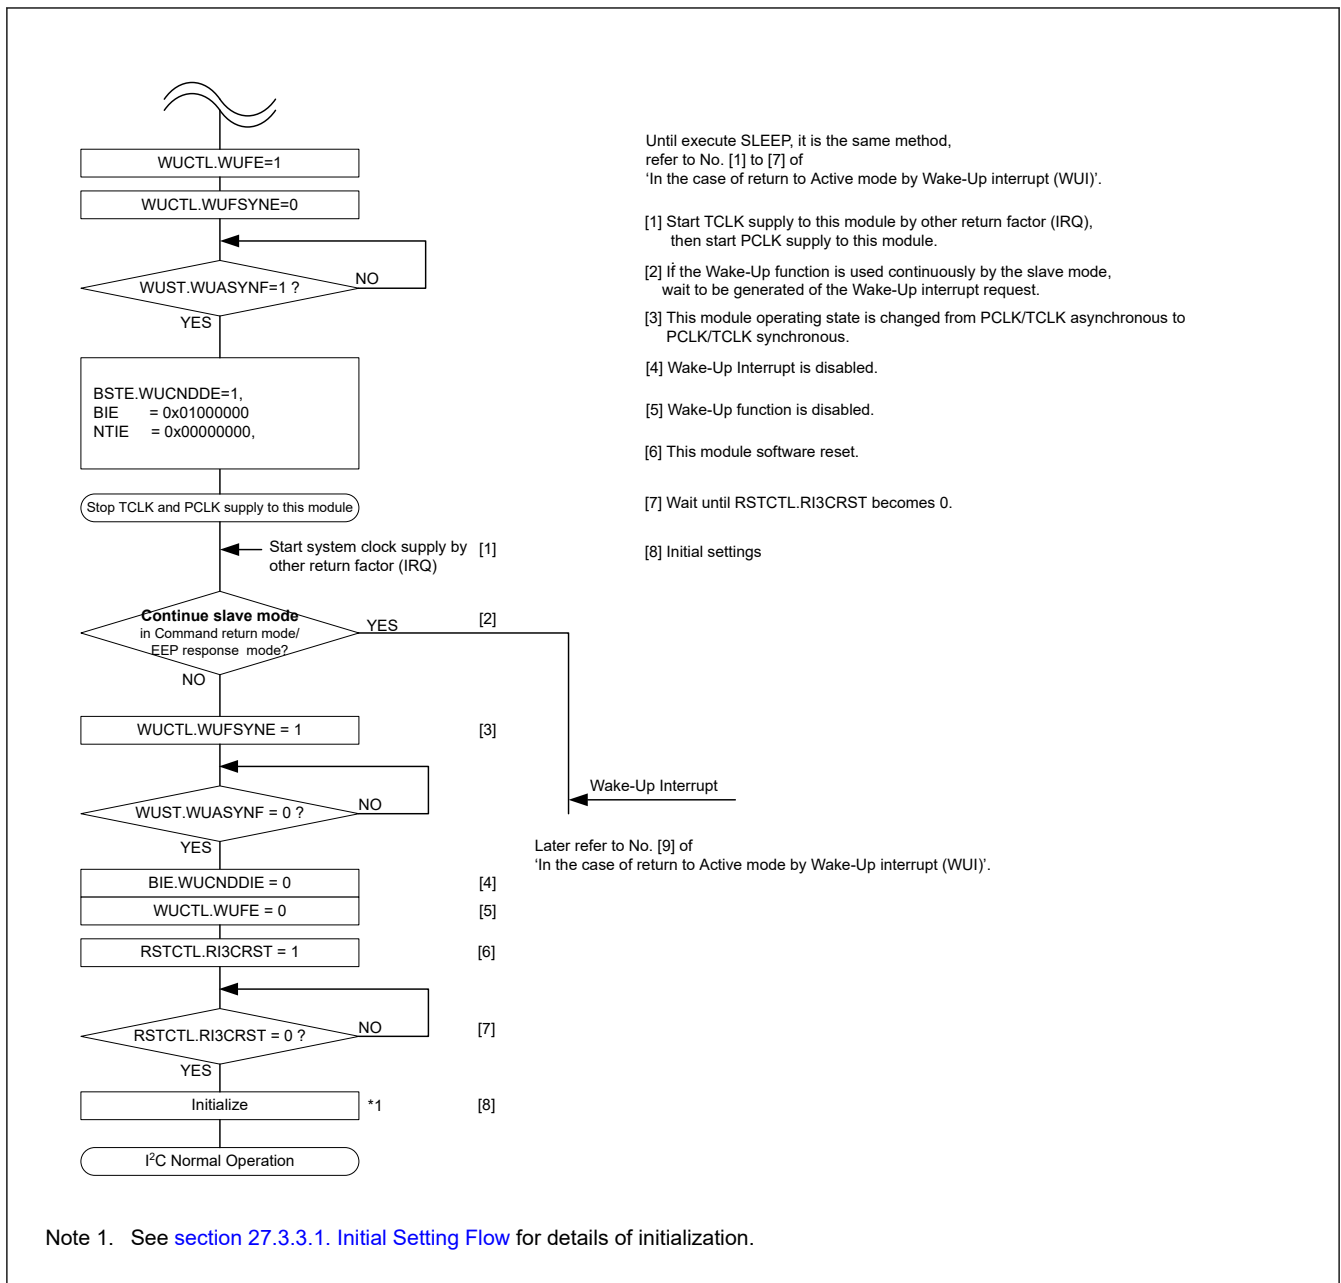 WUCTL.WUFE=1
WUCTL.WUFSYNE=0
WUST.WUASYNF=1 ?
NO
YES
BSTE.WUCNDDE=1,
BIE = 0x01000000
NTIE = 0x00000000,
Stop TCLK and PCLK supply to this module
Start system clock supply by [1]
other return factor (IRQ)
Continue slave mode
in Command return mode/
EEP response mode?
YES
[2]
NO
WUCTL.WUFSYNE = 1
[3]
WUST.WUASYNF = 0 ?
NO
YES
Wake-Up Interrupt
Later refer to No. [9] of
‘In the case of return to Active mode by Wake-Up interrupt (WUI)’.
BIE.WUCNDDIE = 0
[4]
WUCTL.WUFE = 0
[5]
RSTCTL.RI3CRST = 1
[6]
RSTCTL.RI3CRST = 0 ?
NO
[7]
YES
Initialize
*1
[8]
I²C Normal Operation
Until execute SLEEP, it is the same method,
refer to No. [1] to [7] of
‘In the case of return to Active mode by Wake-Up interrupt (WUI)’.
[1] Start TCLK supply to this module by other return factor (IRQ),
then start PCLK supply to this module.
[2] If the Wake-Up function is used continuously by the slave mode,
wait to be generated of the Wake-Up interrupt request.
[3] This module operating state is changed from PCLK/TCLK asynchronous to
PCLK/TCLK synchronous.
[4] Wake-Up Interrupt is disabled.
[5] Wake-Up function is disabled.
[6] This module software reset.
[7] Wait until RSTCTL.RI3CRST becomes 0.
[8] Initial settings
Note 1. See section 27.3.3.1. Initial Setting Flow for details of initialization.